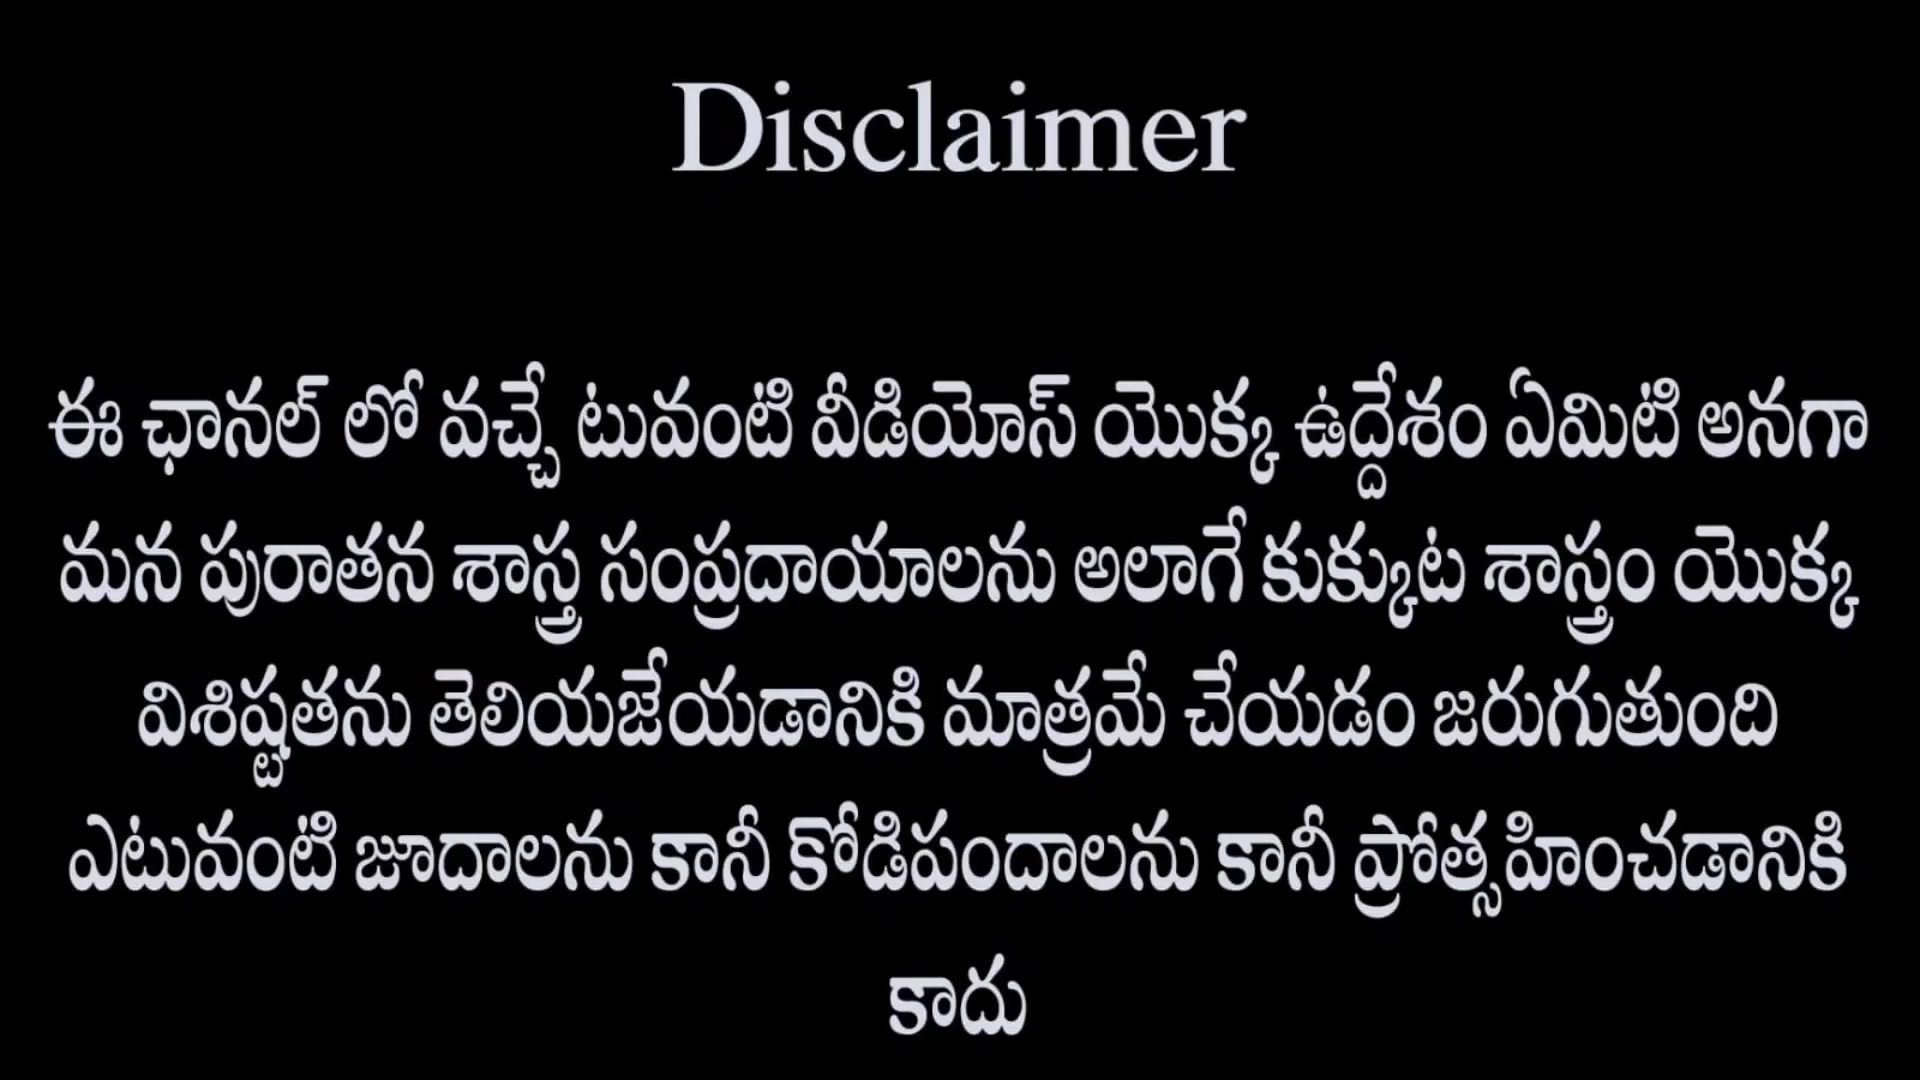 Disclaimer
ఈ ఛానల్ లో వచ్చే టువంటి వీడియోస్ యొక్క ఉద్దేశం ఏమిటి అనగా
మన పురాతన శాస్త్ర సంప్రదాయాలను అలాగే కుక్కుట శాస్త్రం యొక్క
విశిష్టతను తెలియజేయడానికి మాత్రమే చేయడం జరుగుతుంది
ఎటువంటి జూదాలను కానీ కోడిపందాలను కానీ ప్రోత్సహించడానికి
కాదు